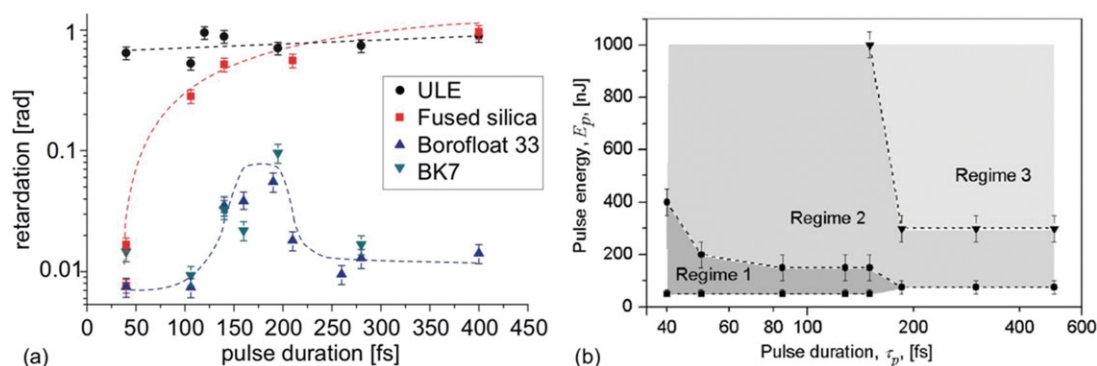 1
0.1
0.01
retardation [rad]
ULE
Fused silica
Borofloat 33
BK7
0 50 100 150 200 250 300 350 400 450
pulse duration [fs]
(a)
1000
800
600
400
200
0
Pulse energy, Ep, [nJ]
Regime 3
Regime 2
Regime 1
40 60 80 100 200 400 600
Pulse duration, τp, [fs]
(b)